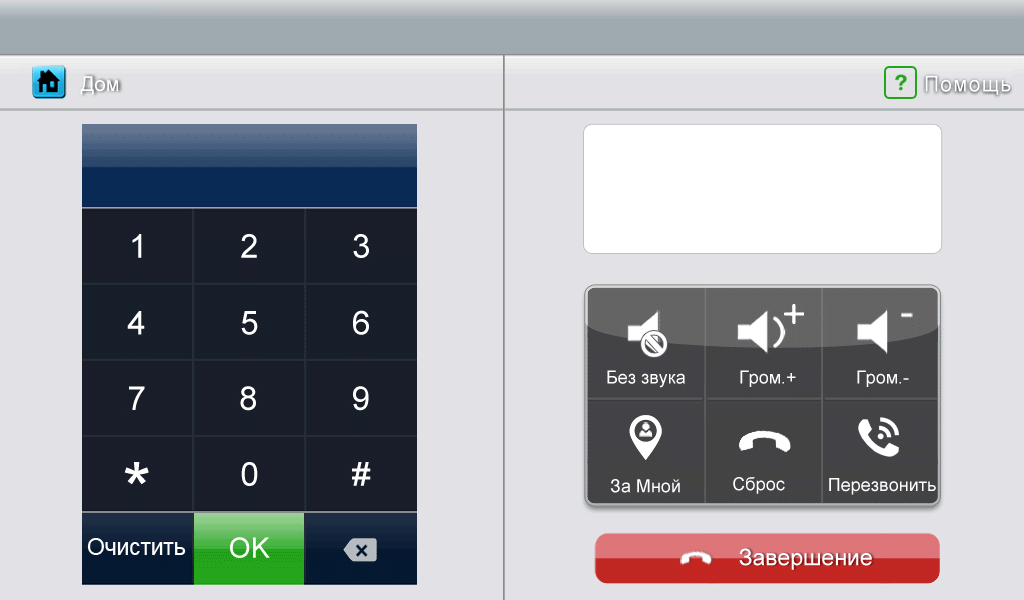 Дом
? Помощь
1 2 3
4 5 6
7 8 9
* 0 #
Очистить OK
Без звука Гром.+ Гром.-
За Мной Сброс Перезвонить
Завершение